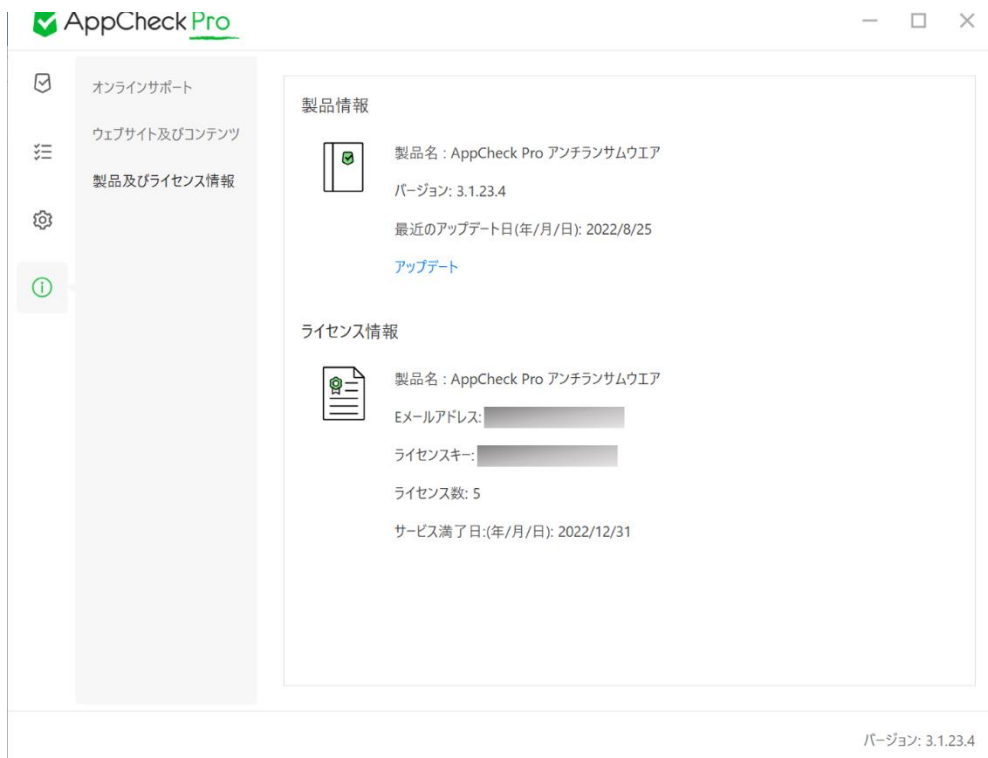 AppCheck Pro
オンラインサポート
ウェブサイト及びコンテンツ
製品及びライセンス情報
製品情報
製品名 : AppCheck Pro アンチランサムウエア
バージョン: 3.1.23.4
最近のアップデート日(年/月/日): 2022/8/25
アップデート
ライセンス情報
製品名 : AppCheck Pro アンチランサムウエア
Eメールアドレス:
ライセンスキー:
ライセンス数: 5
サービス満了日:(年/月/日): 2022/12/31
バージョン: 3.1.23.4